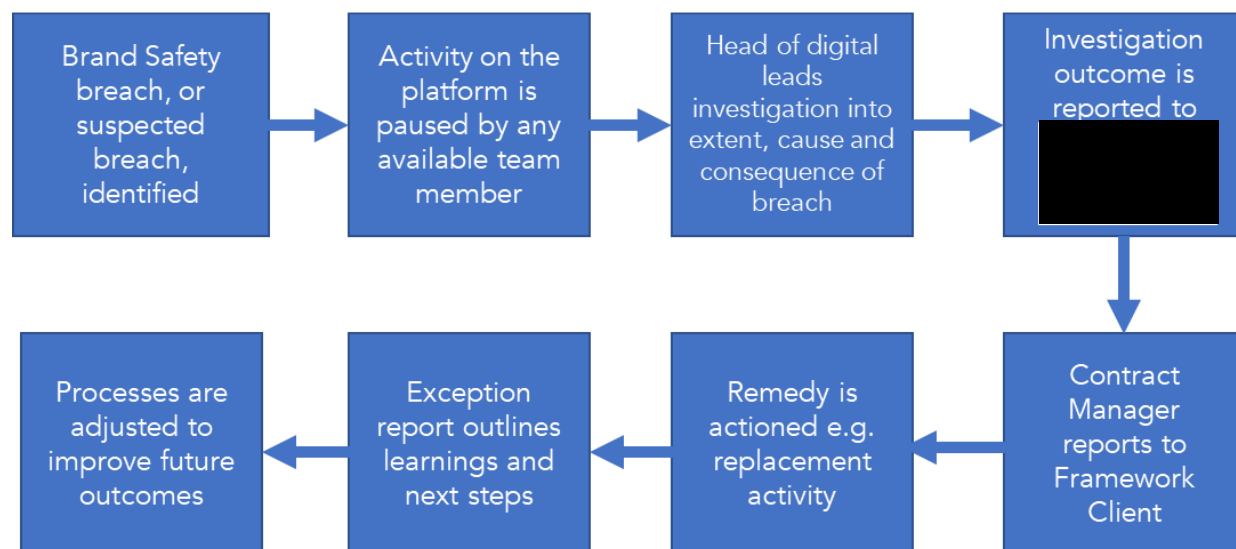 Brand Safety
breach, or
suspected
breach,
identified
Activity on the
platform is
paused by any
available team
member
Head of digital
leads
investigation into
extent, cause and
consequence of
breach
Investigation
outcome is
reported to
Contract
Manager
reports to
Framework
Client
Remedy is
actioned e.g.
replacement
activity
Exception
report outlines
learnings and
next steps
Processes are
adjusted to
improve future
outcomes